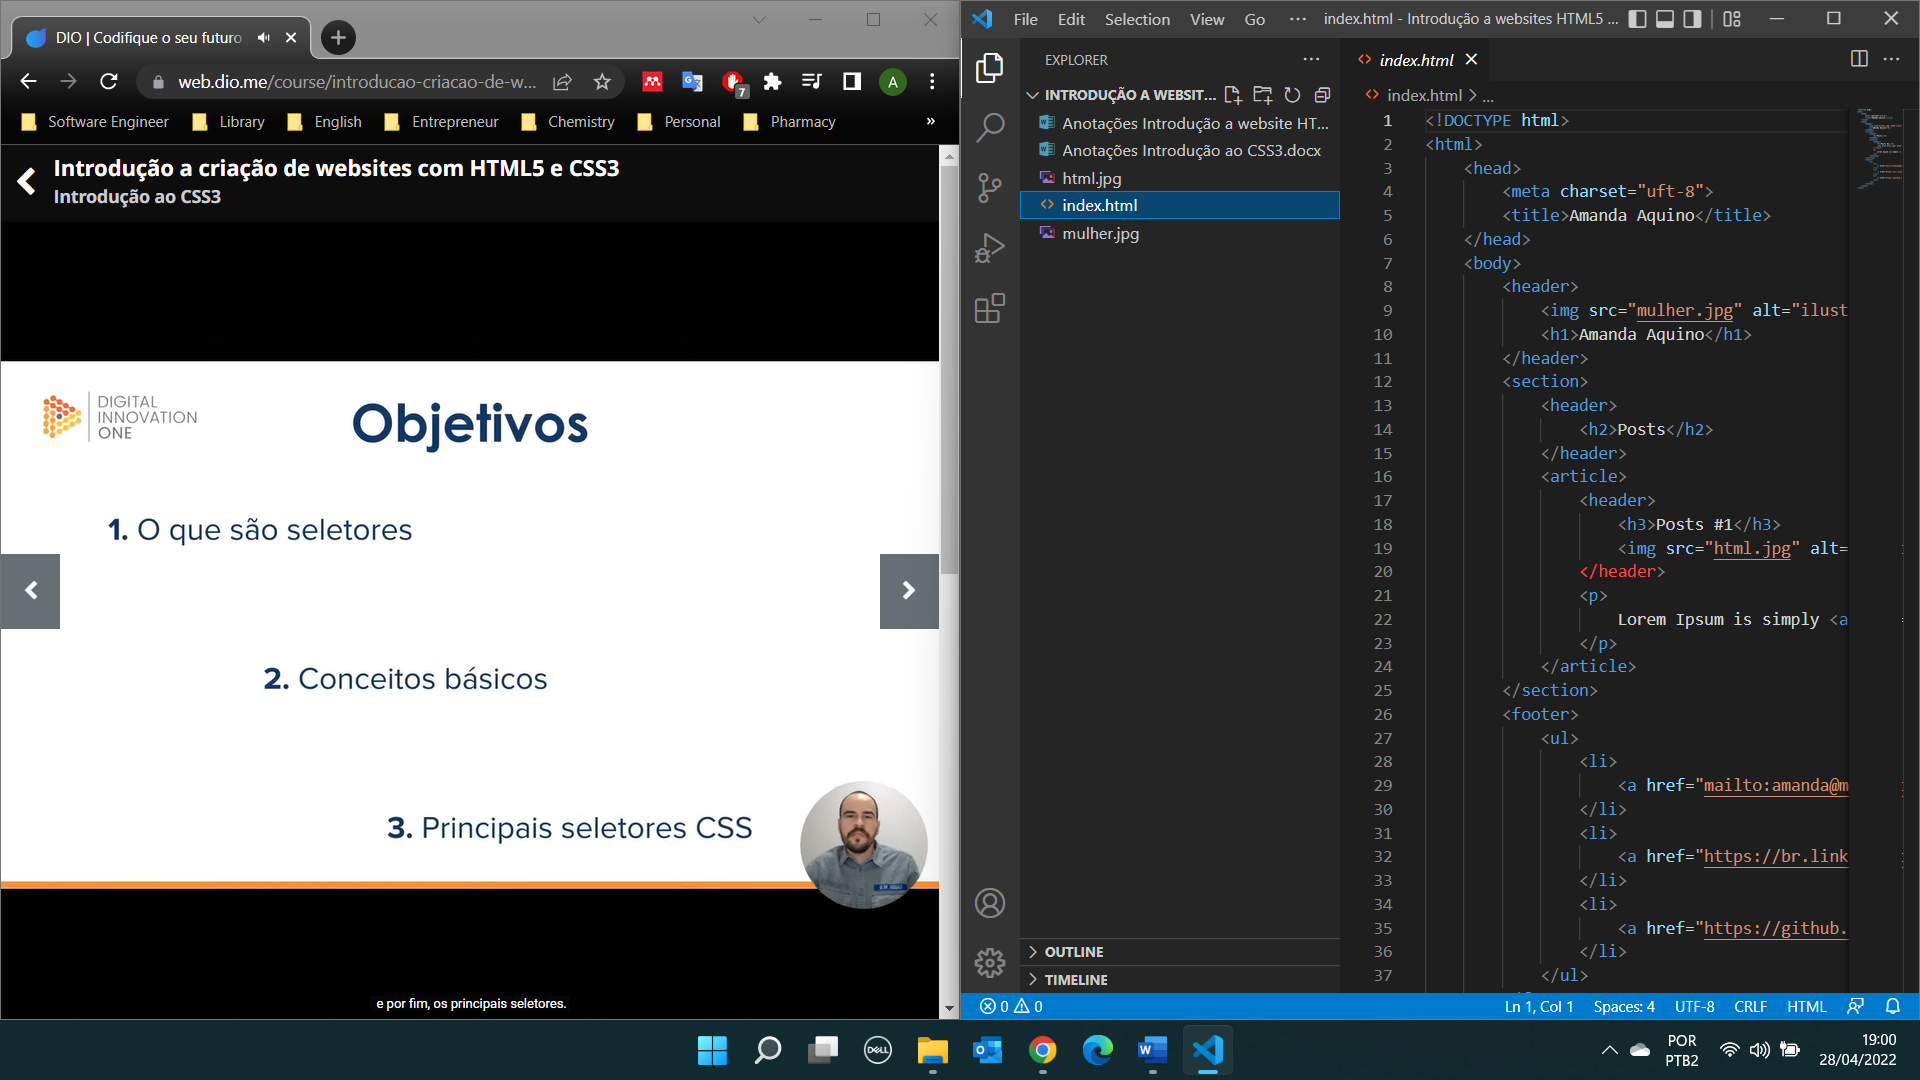 DIO | Codifique o seu futuro
web.dio.me/course/introducao-criacao-de-w...
7
A
Software Engineer
Library
English
Entrepreneur
Chemistry
Personal
Pharmacy
»
Introdução a criação de websites com HTML5 e CSS3
Introdução ao CSS3
DIGITAL
INNOVATION
ONE
Objetivos
1. O que são seletores
2. Conceitos básicos
3. Principais seletores CSS
e por fim, os principais seletores.
File Edit Selection View Go ··· index.html - Introdução a websites HTML5 ...
EXPLORER
INTRODUÇÃO A WEBSIT...
Anotações Introdução a website HT...
Anotações Introdução ao CSS3.docx
html.jpg
index.html
mulher.jpg
OUTLINE
TIMELINE
index.html
index.html > ...
1 <!DOCTYPE html>
2 <html>
3 <head>
4 <meta charset="uft-8">
5 <title>Amanda Aquino</title>
6 </head>
7 <body>
8 <header>
9 <img src="mulher.jpg" alt="ilust
10 <h1>Amanda Aquino</h1>
11 </header>
12 <section>
13 <header>
14 <h2>Posts</h2>
15 </header>
16 <article>
17 <header>
18 <h3>Posts #1</h3>
19 <img src="html.jpg" alt=
20 </header>
21 <p>
22 Lorem Ipsum is simply <a
23 </p>
24 </article>
25 </section>
26 <footer>
27 <ul>
28 <li>
29 <a href="mailto:amanda@m
30 </li>
31 <li>
32 <a href="https://br.link
33 </li>
34 <li>
35 <a href="https://github.
36 </li>
37 </ul>
0 0
Ln 1, Col 1 Spaces: 4 UTF-8 CRLF HTML
DELL
POR
PTB2
19:00
28/04/2022